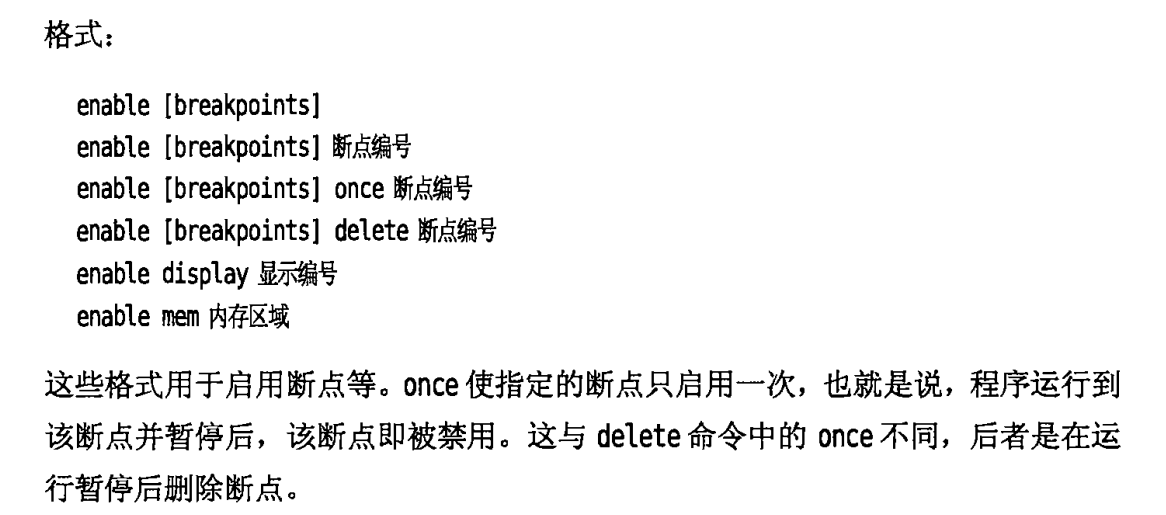 格式：
enable [breakpoints]
enable [breakpoints] 断点编号
enable [breakpoints] once 断点编号
enable [breakpoints] delete 断点编号
enable display 显示编号
enable mem 内存区域
这些格式用于启用断点等。once 使指定的断点只启用一次，也就是说，程序运行到
该断点并暂停后，该断点即被禁用。这与 delete 命令中的 once 不同，后者是在运
行暂停后删除断点。